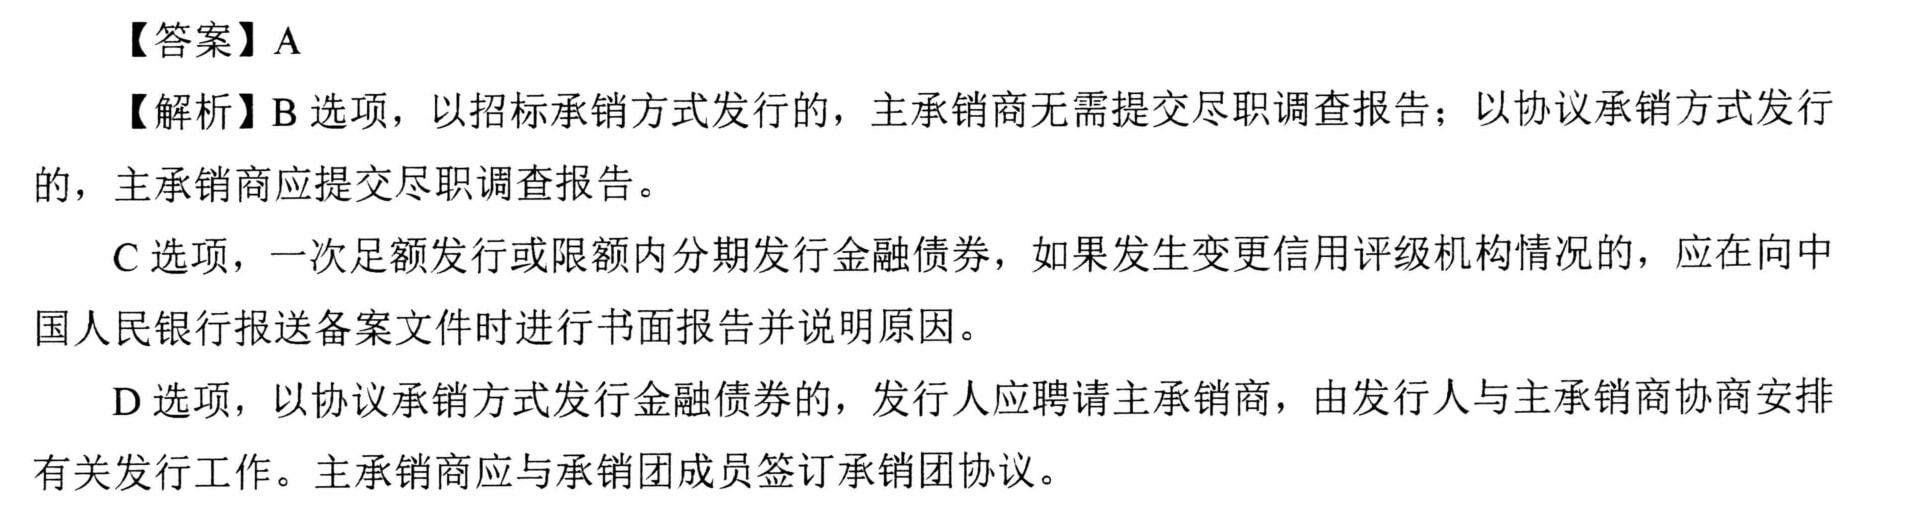 【答案】A
【解析】B 选项，以招标承销方式发行的，主承销商无需提交尽职调查报告；以协议承销方式发行
的，主承销商应提交尽职调查报告。
C 选项，一次足额发行或限额内分期发行金融债券，如果发生变更信用评级机构情况的，应在向中
国人民银行报送备案文件时进行书面报告并说明原因。
D 选项，以协议承销方式发行金融债券的，发行人应聘请主承销商，由发行人与主承销商协商安排
有关发行工作。主承销商应与承销团成员签订承销团协议。